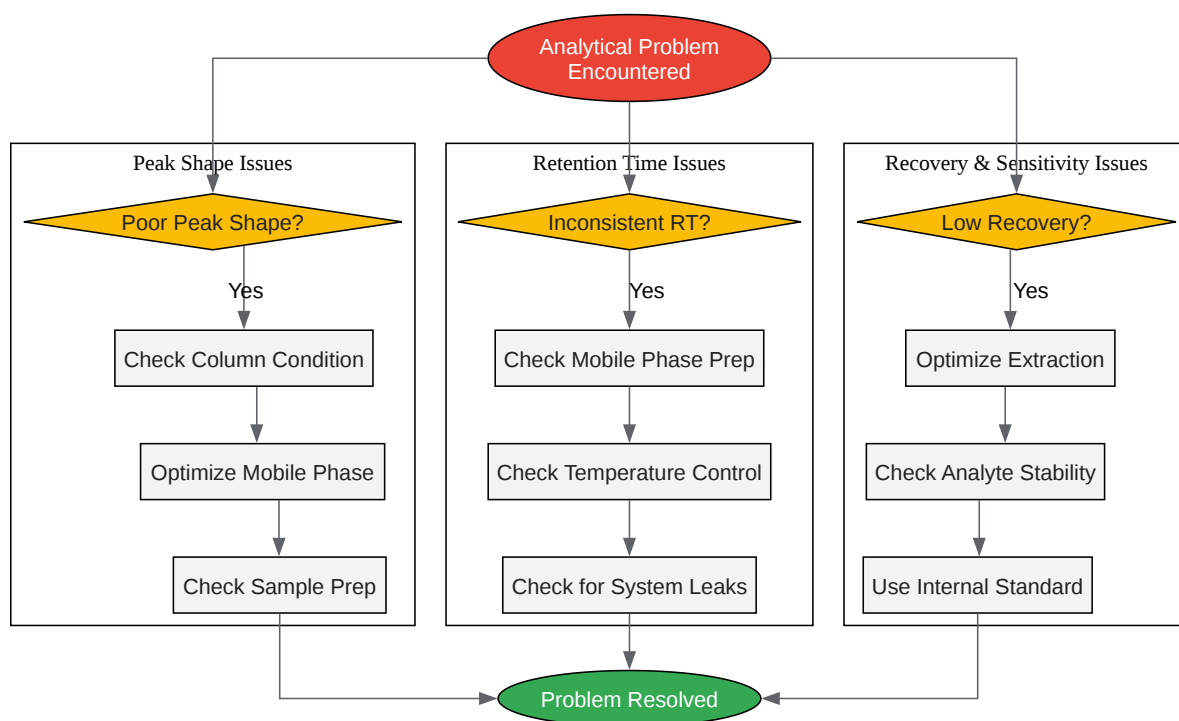 Analytical Problem
Encountered
Peak Shape Issues
Poor Peak Shape?
Yes
Check Column Condition
Optimize Mobile Phase
Check Sample Prep
Retention Time Issues
Inconsistent RT?
Yes
Check Mobile Phase Prep
Check Temperature Control
Check for System Leaks
Recovery & Sensitivity Issues
Low Recovery?
Yes
Optimize Extraction
Check Analyte Stability
Use Internal Standard
Problem Resolved